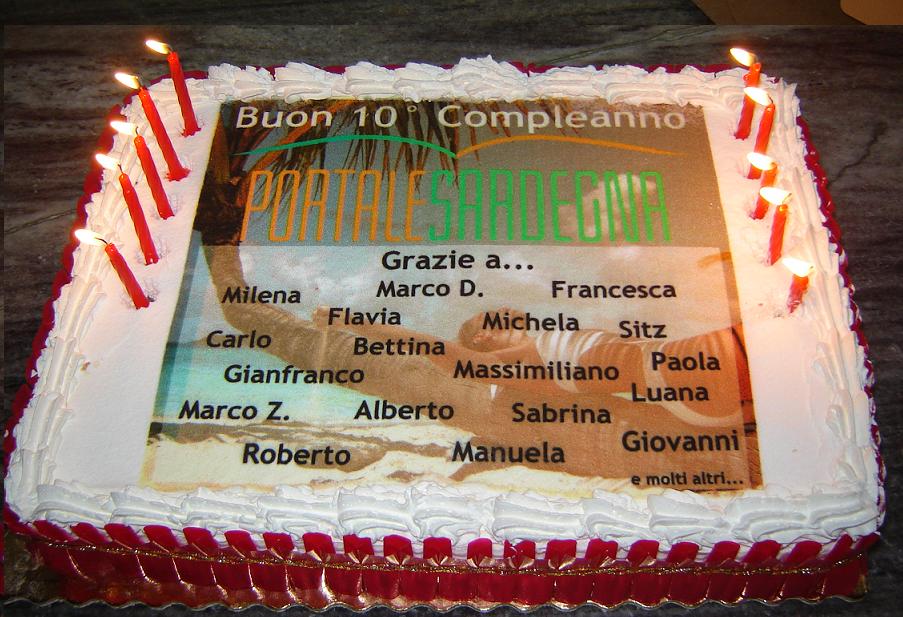 Buon 10° Compleanno
PORTALESARDEGNA
Grazie a...
Milena Marco D. Francesca
Flavia Michela Sitz
Carlo Bettina Paola
Gianfranco Massimiliano Luana
Marco Z. Alberto Sabrina
Roberto Manuela Giovanni
e molti altri...